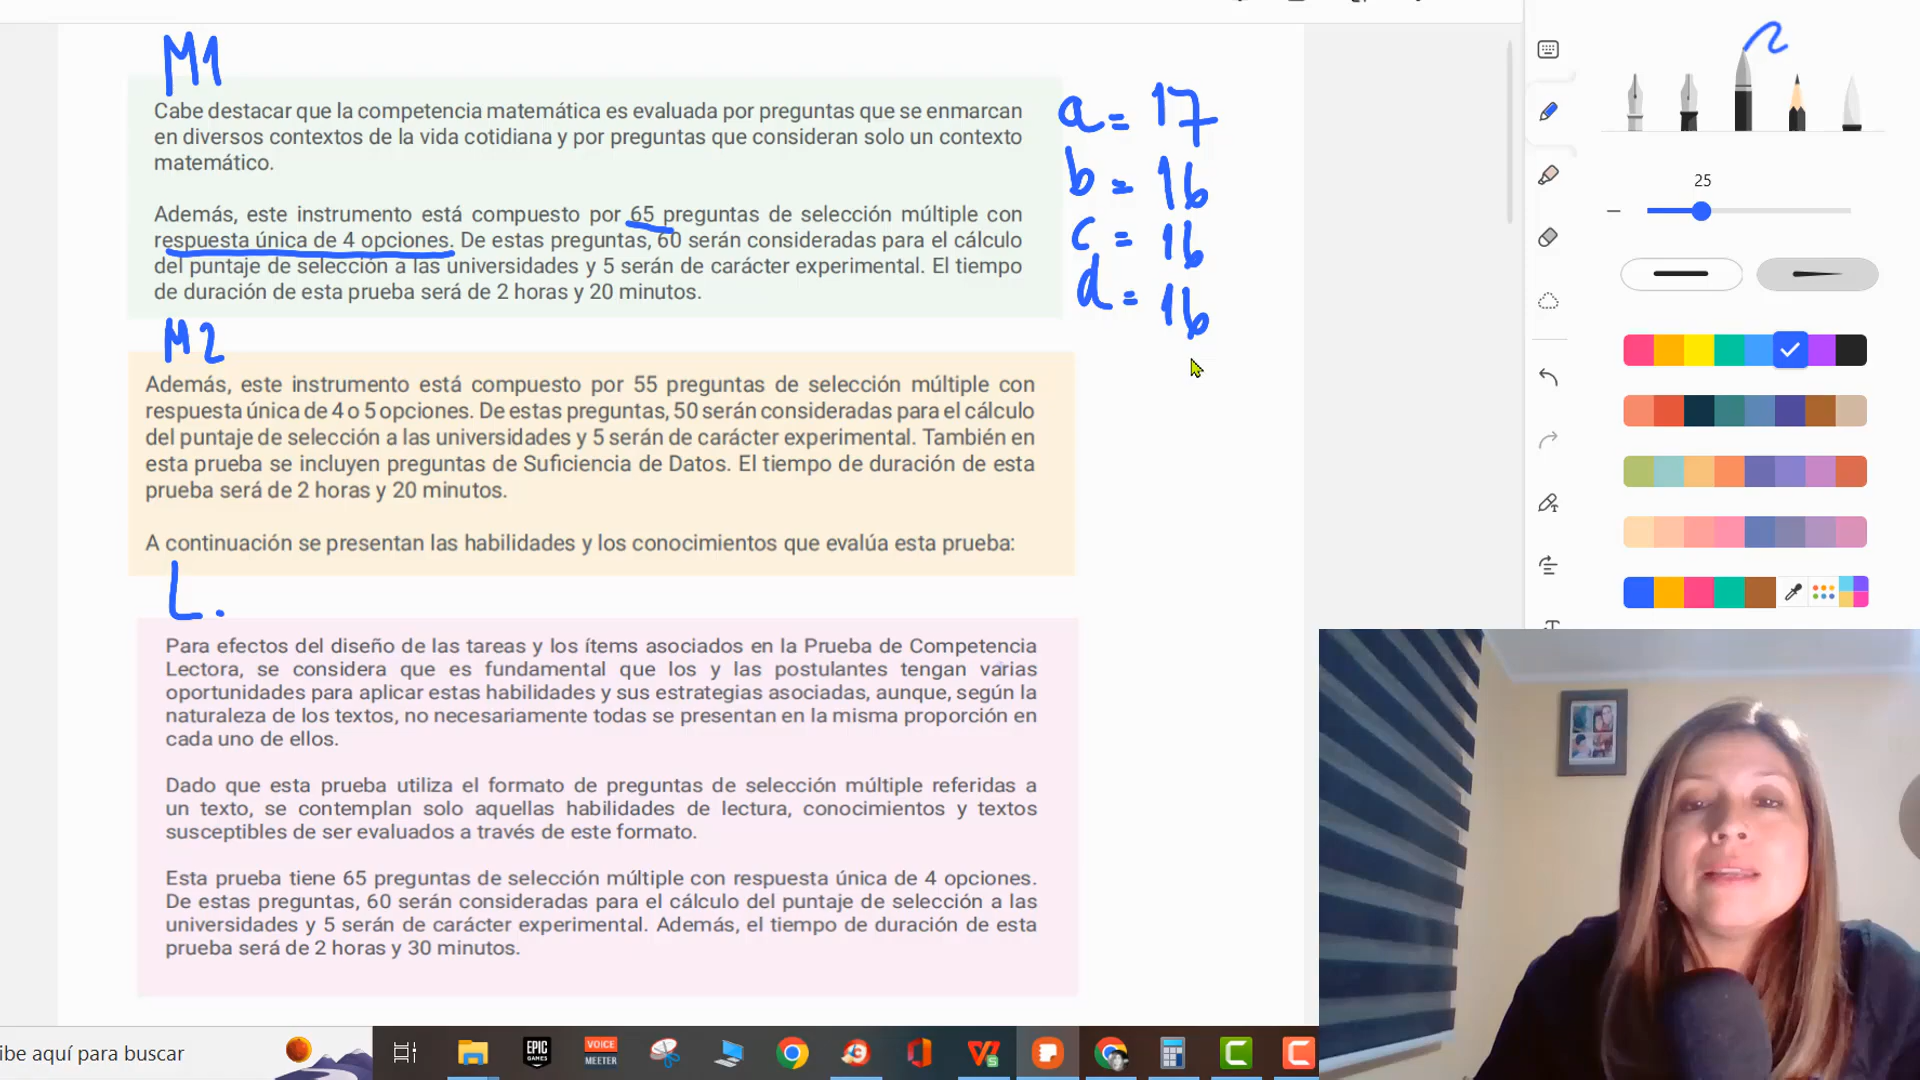 M1
Cabe destacar que la competencia matemática es evaluada por preguntas que se enmarcan
en diversos contextos de la vida cotidiana y por preguntas que consideran solo un contexto
matemático.
Además, este instrumento está compuesto por 65 preguntas de selección múltiple con
respuesta única de 4 opciones. De estas preguntas, 60 serán consideradas para el cálculo
del puntaje de selección a las universidades y 5 serán de carácter experimental. El tiempo
de duración de esta prueba será de 2 horas y 20 minutos.
a = 17
b = 16
c = 16
d = 16
M2
Además, este instrumento está compuesto por 55 preguntas de selección múltiple con
respuesta única de 4 o 5 opciones. De estas preguntas, 50 serán consideradas para el cálculo
del puntaje de selección a las universidades y 5 serán de carácter experimental. También en
esta prueba se incluyen preguntas de Suficiencia de Datos. El tiempo de duración de esta
prueba será de 2 horas y 20 minutos.
A continuación se presentan las habilidades y los conocimientos que evalúa esta prueba:
L.
Para efectos del diseño de las tareas y los ítems asociados en la Prueba de Competencia
Lectora, se considera que es fundamental que los y las postulantes tengan varias
oportunidades para aplicar estas habilidades y sus estrategias asociadas, aunque, según la
naturaleza de los textos, no necesariamente todas se presentan en la misma proporción en
cada uno de ellos.
Dado que esta prueba utiliza el formato de preguntas de selección múltiple referidas a
un texto, se contemplan solo aquellas habilidades de lectura, conocimientos y textos
susceptibles de ser evaluados a través de este formato.
Esta prueba tiene 65 preguntas de selección múltiple con respuesta única de 4 opciones.
De estas preguntas, 60 serán consideradas para el cálculo del puntaje de selección a las
universidades y 5 serán de carácter experimental. Además, el tiempo de duración de esta
prueba será de 2 horas y 30 minutos.
25
ibe aquí para buscar
EPIC
GAMES
VOICE
MEETER